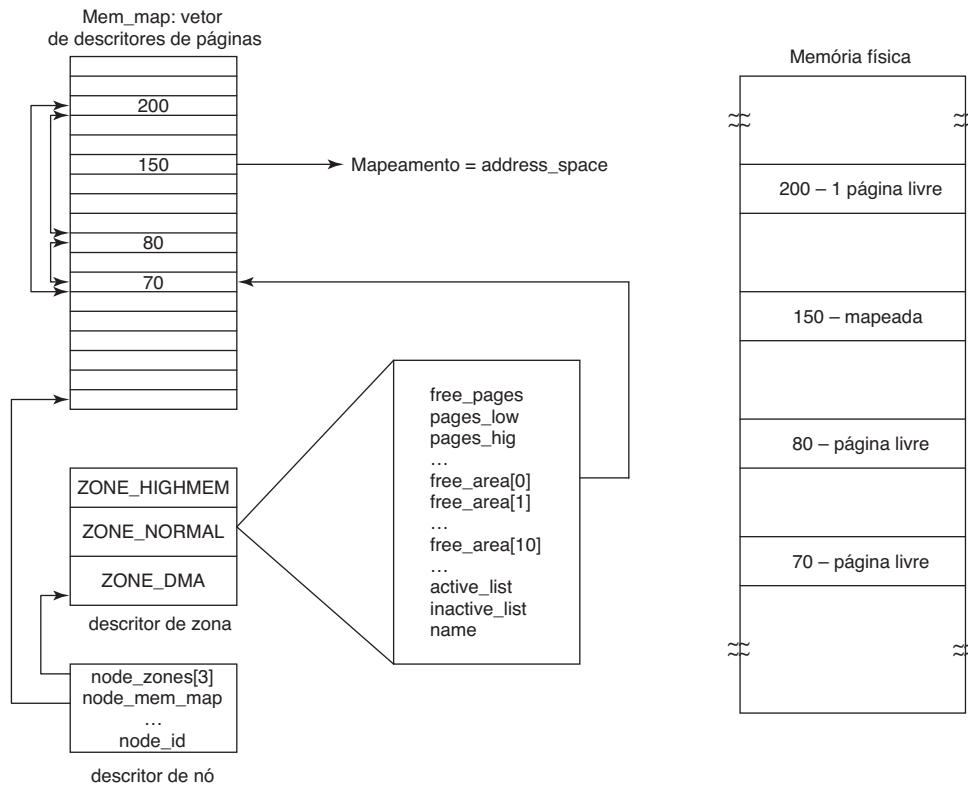 Mem_map: vetor
de descritores de páginas
200
150
80
70
Mapeamento = address_space
ZONE_HIGHMEM
ZONE_NORMAL
ZONE_DMA
descritor de zona
node_zones[3]
node_mem_map
...
node_id
descritor de nó
free_pages
pages_low
pages_hig
...
free_area[0]
free_area[1]
...
free_area[10]
...
active_list
inactive_list
name
Memória física
200 – 1 página livre
150 – mapeada
80 – página livre
70 – página livre